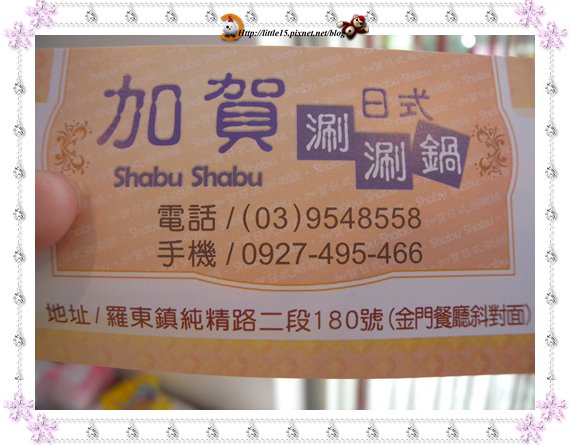 Http://little15.pixnet.net/blog
加賀 日式
涮涮鍋
Shabu Shabu
電話/(03)9548558
手機/0927-495-466
地址/羅東鎮純精路二段180號(金門餐廳斜對面)